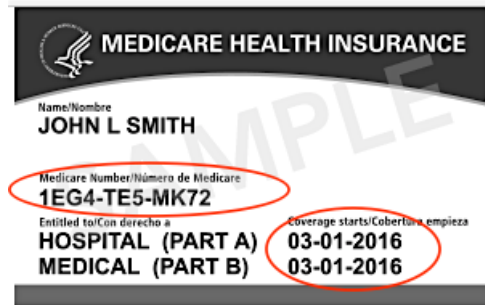 MEDICARE HEALTH INSURANCE
Name/Nombre
JOHN L SMITH
Medicare Number/Número de Medicare
1EG4-TE5-MK72
Entitled to/Con derecho a Coverage starts/Cobertura empieza
HOSPITAL (PART A) 03-01-2016
MEDICAL (PART B) 03-01-2016
SAMPLE